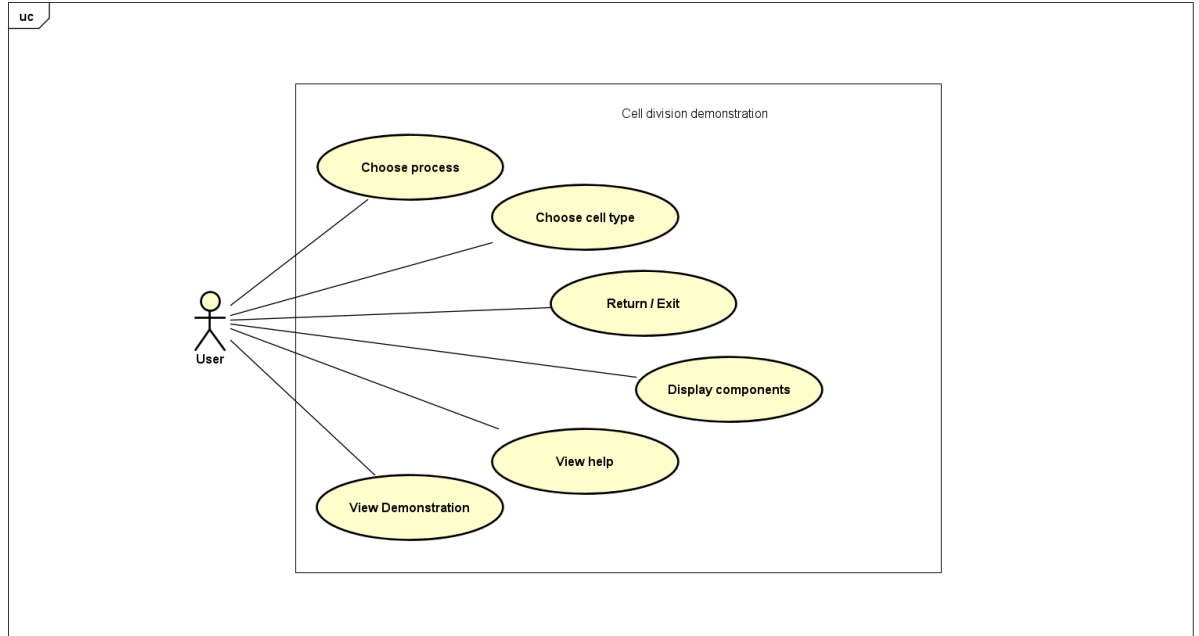 uc
Cell division demonstration
Choose process
Choose cell type
Return / Exit
User
Display components
View help
View Demonstration